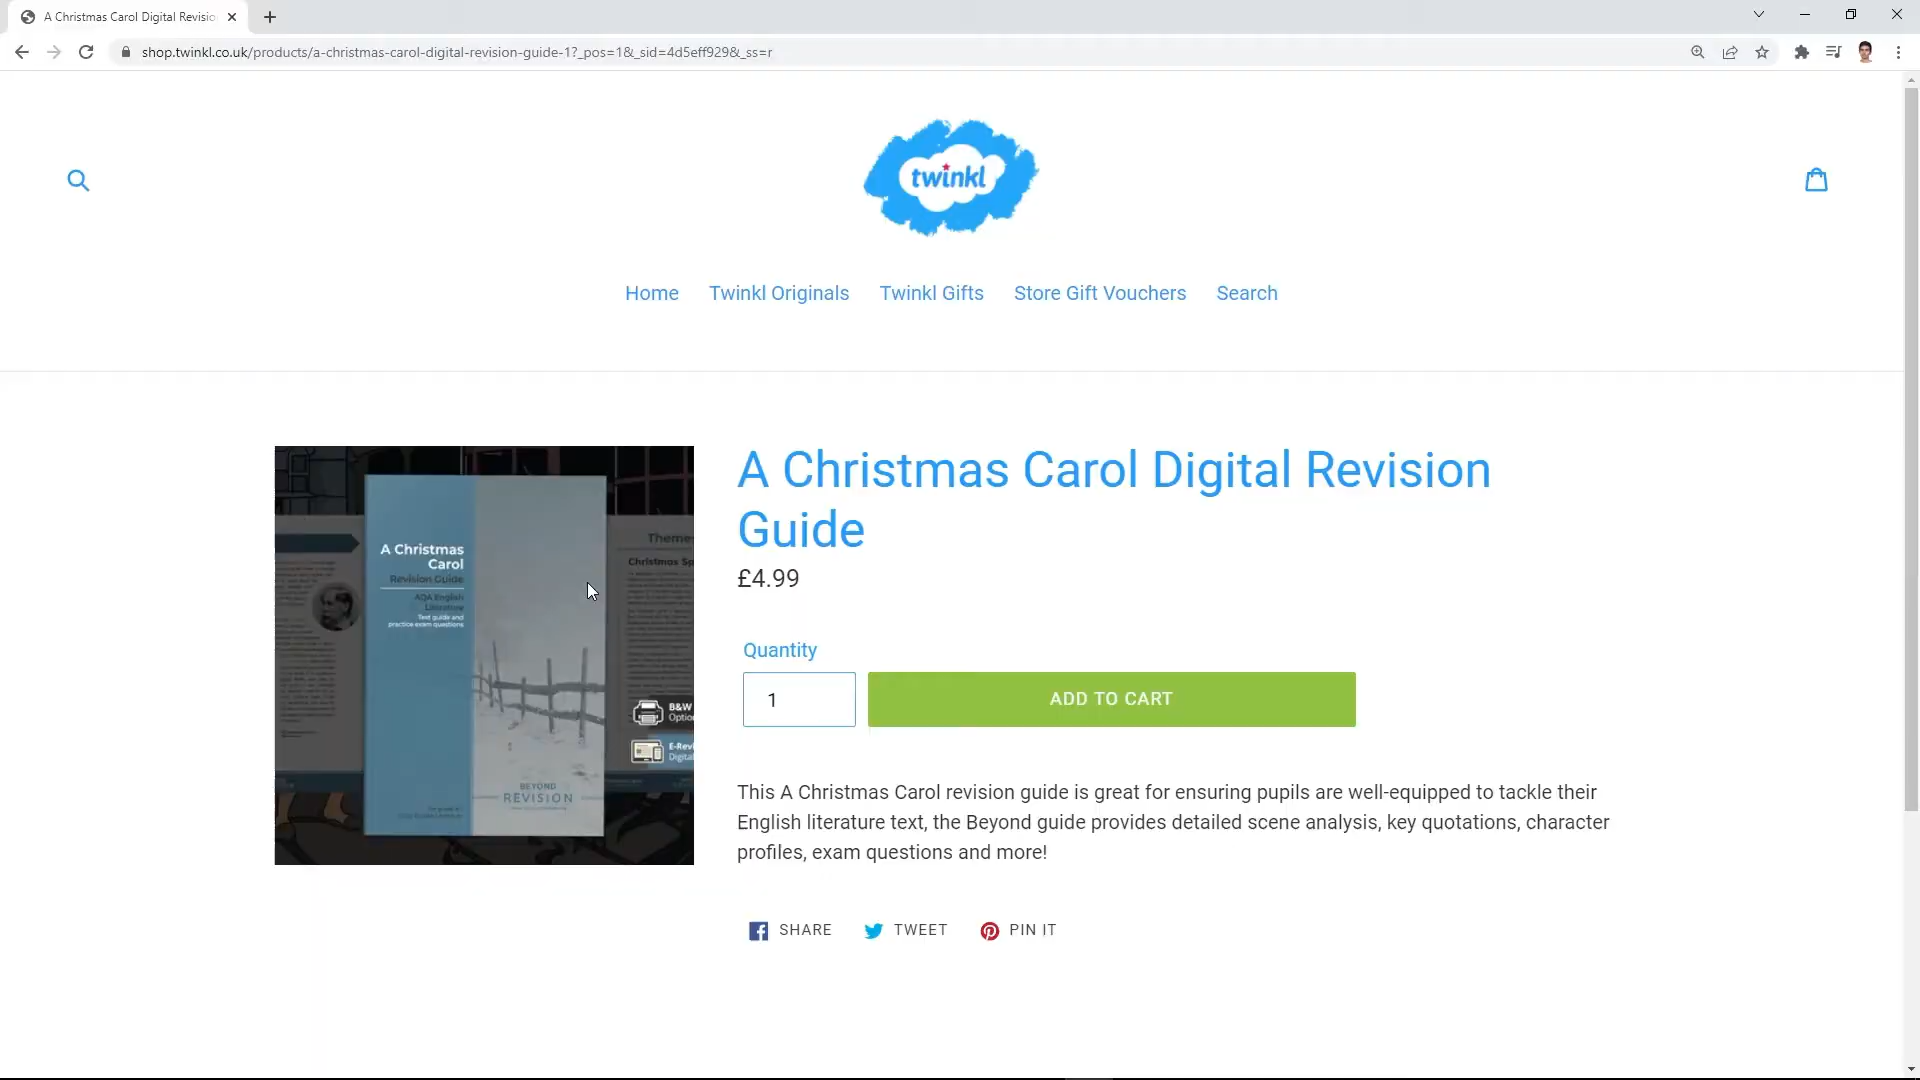 A Christmas Carol Digital Revisio
shop.twinkl.co.uk/products/a-christmas-carol-digital-revision-guide-1?_pos=1&_sid=4d5eff929&_ss=r
twinkl
Home Twinkl Originals Twinkl Gifts Store Gift Vouchers Search
A Christmas
Carol
Revision Guide
AQA English
Literature
Text guide and
practice exam questions
BEYOND
REVISION
Themes
Christmas Sp
B&W
Optio
E-Revi
Digita
A Christmas Carol Digital Revision
Guide
£4.99
Quantity
1 ADD TO CART
This A Christmas Carol revision guide is great for ensuring pupils are well-equipped to tackle their
English literature text, the Beyond guide provides detailed scene analysis, key quotations, character
profiles, exam questions and more!
SHARE TWEET PIN IT